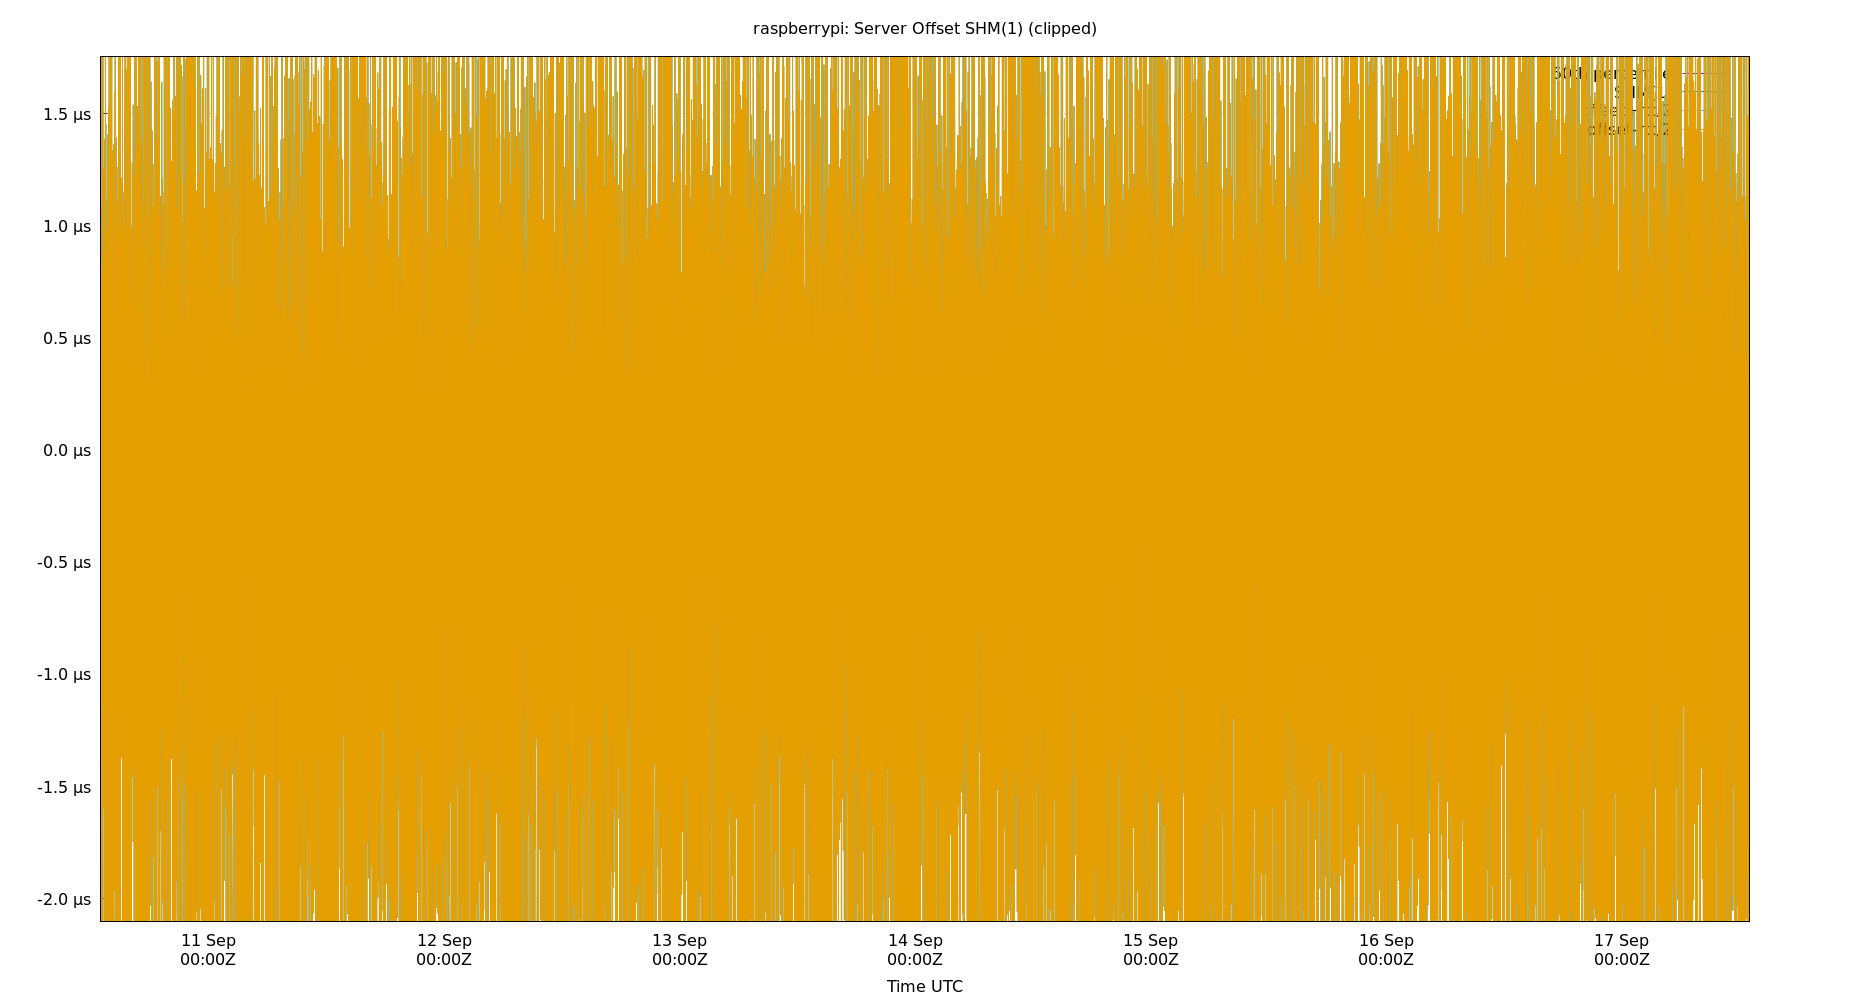 raspberrypi: Server Offset SHM(1) (clipped)
1.5 µs
1.0 µs
0.5 µs
0.0 µs
-0.5 µs
-1.0 µs
-1.5 µs
-2.0 µs
11 Sep
00:00Z
12 Sep
00:00Z
13 Sep
00:00Z
14 Sep
00:00Z
15 Sep
00:00Z
16 Sep
00:00Z
17 Sep
00:00Z
Time UTC